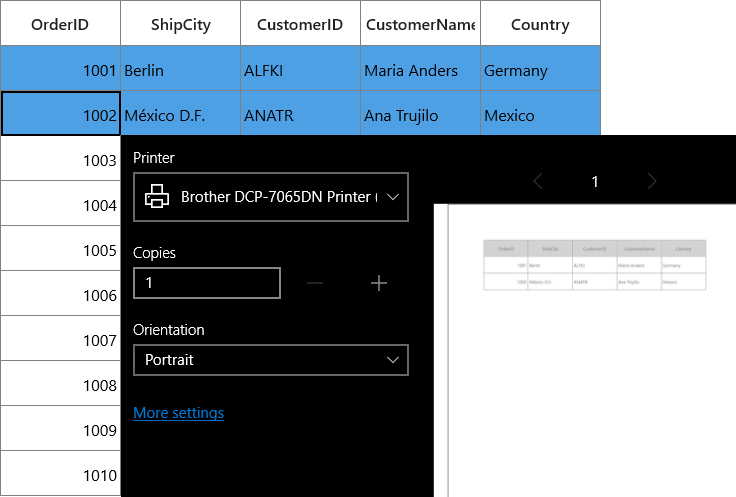 OrderID ShipCity CustomerID CustomerName Country
1001 Berlin ALFKI Maria Anders Germany
1002 México D.F. ANATR Ana Trujilo Mexico
1003
1004
1005
1006
1007
1008
1009
1010
Printer
Brother DCP-7065DN Printer (
Copies
1
Orientation
Portrait
More settings
1
OrderID ShipCity CustomerID CustomerName Country
1001 Berlin ALFKI Maria Anders Germany
1002 México D.F. ANATR Ana Trujilo Mexico